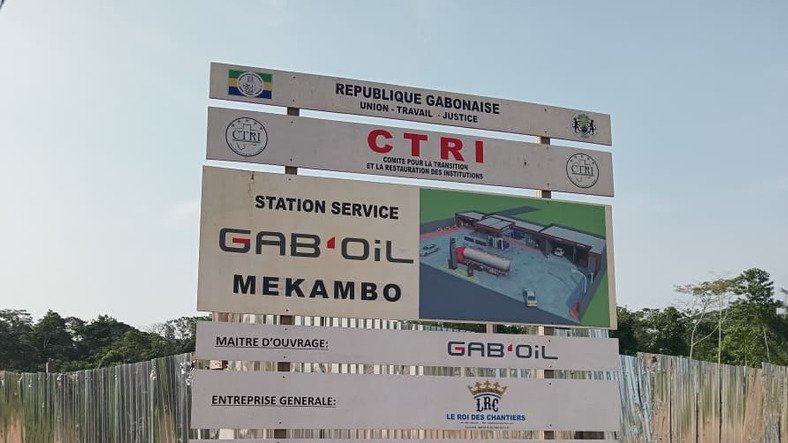 REPUBLIQUE GABONAISE
UNION - TRAVAIL - JUSTICE
CTRI
CTRI
COMITE POUR LA TRANSITION
ET LA RESTAURATION DES INSTITUTIONS
CTRI
STATION SERVICE
GAB'OiL
MEKAMBO
MAITRE D'OUVRAGE:
GAB'OiL
ENTREPRISE GENERALE:
LRC
LE ROI DES CHANTIERS